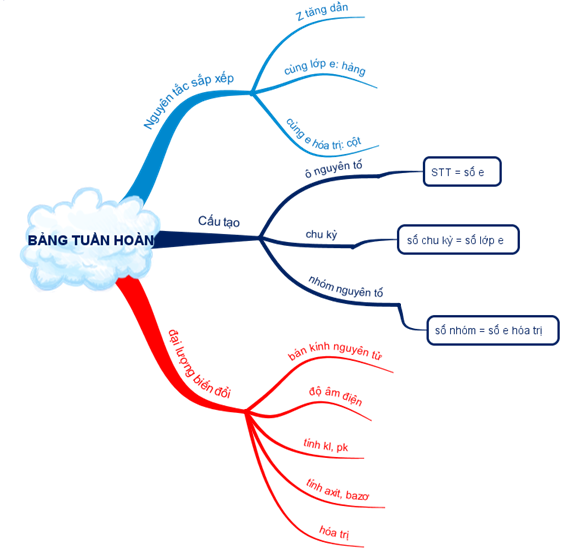 BẢNG TUẦN HOÀN
Nguyên tắc sắp xếp
Z tăng dần
cùng lớp e: hàng
cùng e hóa trị: cột
Cấu tạo
ô nguyên tố
STT = số e
chu kỳ
số chu kỳ = số lớp e
nhóm nguyên tố
số nhóm = số e hóa trị
đại lượng biến đổi
bán kính nguyên tử
độ âm điện
tính kl, pk
tính axit, bazơ
hóa trị